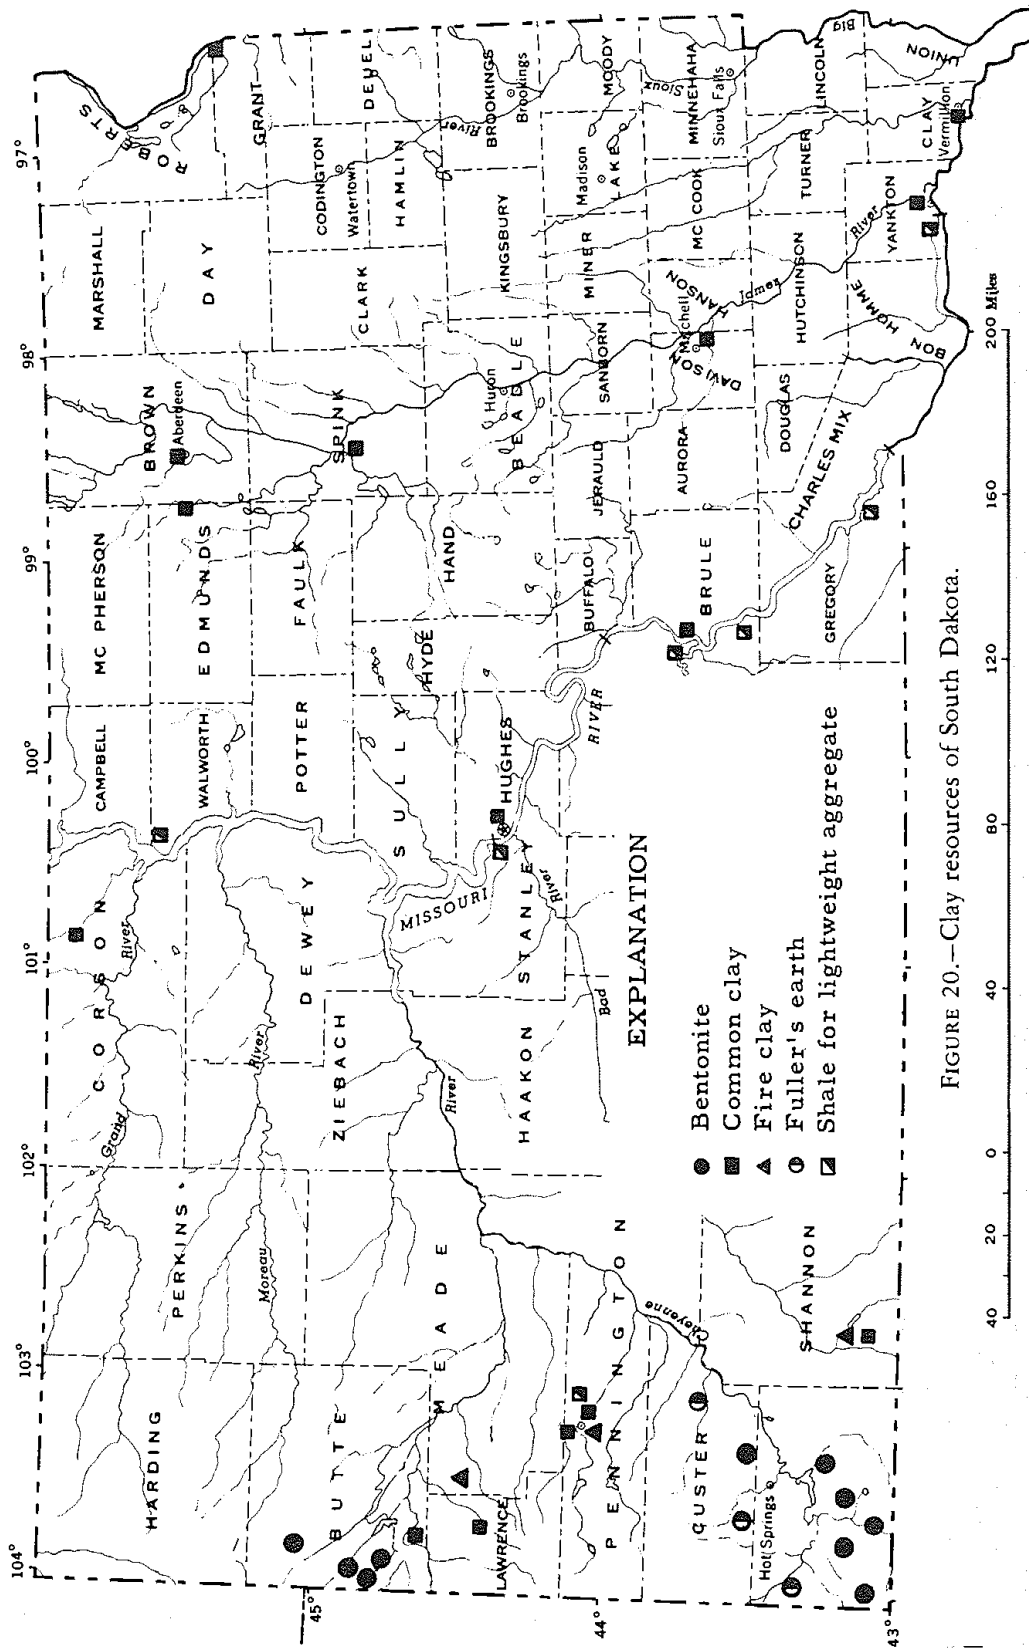 104°
103°
102°
101°
100°
99°
98°
97°
45°
44°
43°
HARDING
PERKINS
CORSON
CAMPBELL
MC PHERSON
BROWN
Aberdeen
MARSHALL
ROBERTS
Grand
River
WALWORTH
EDMUNDS
DAY
GRANT
BUTTE
Moreau
River
DEWEY
POTTER
FAULK
SPINK
CLARK
CODINGTON
Watertown
DEUEL
HAMLIN
MEADE
ZIEBACH
River
SULLY
HYDE
HAND
BEADLE
Huron
KINGSBURY
BROOKINGS
Brookings
River
LAWRENCE
HAAKON
STANLEY
MISSOURI
HUGHES
RIVER
Bad
River
BUFFALO
JERAULD
SANBORN
MINER
LAKE
Madison
MOODY
PENNINGTON
Cheyenne
BRULE
AURORA
DAVISON
Mitchell
HANSON
James
MC COOK
MINNEHAHA
Sioux Falls
Sioux
CUSTER
Hot Springs
SHANNON
GREGORY
CHARLES MIX
DOUGLAS
HUTCHINSON
TURNER
LINCOLN
BON HOMME
YANKTON
River
CLAY
Vermillion
UNION
Big
EXPLANATION
Bentonite
Common clay
Fire clay
Fuller's earth
Shale for lightweight aggregate
40 20 0 40 80 120 160 200 Miles
FIGURE 20.—Clay resources of South Dakota.